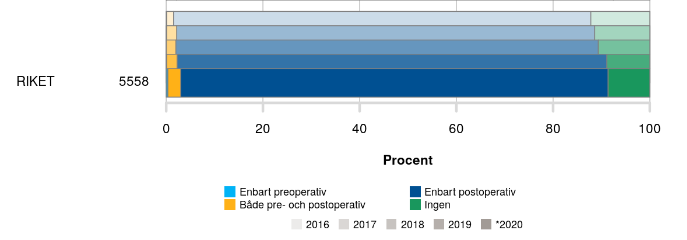 RIKET 5558
0 20 40 60 80 100
Procent
Enbart preoperativ Enbart postoperativ
Både pre- och postoperativ Ingen
2016 2017 2018 2019 *2020